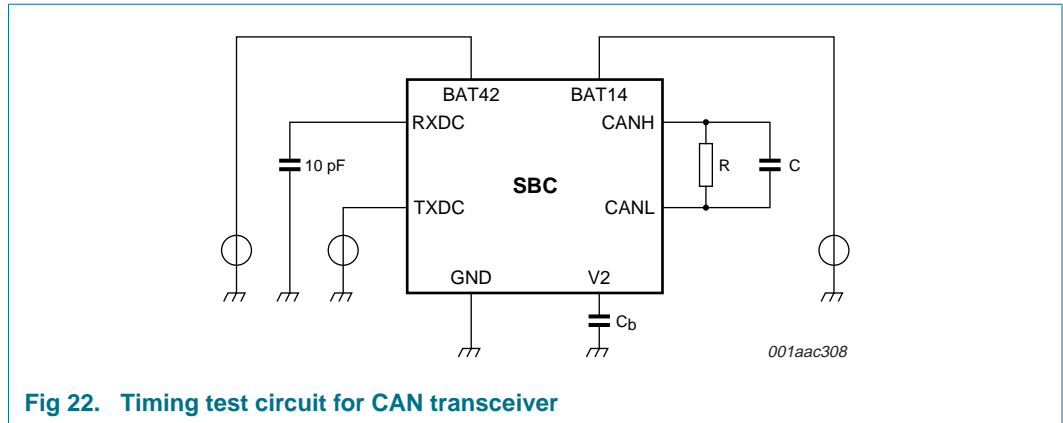 BAT42 BAT14
RXDC CANH
10 pF R C
SBC
TXDC CANL
GND V2
Cb
001aac308
Fig 22. Timing test circuit for CAN transceiver